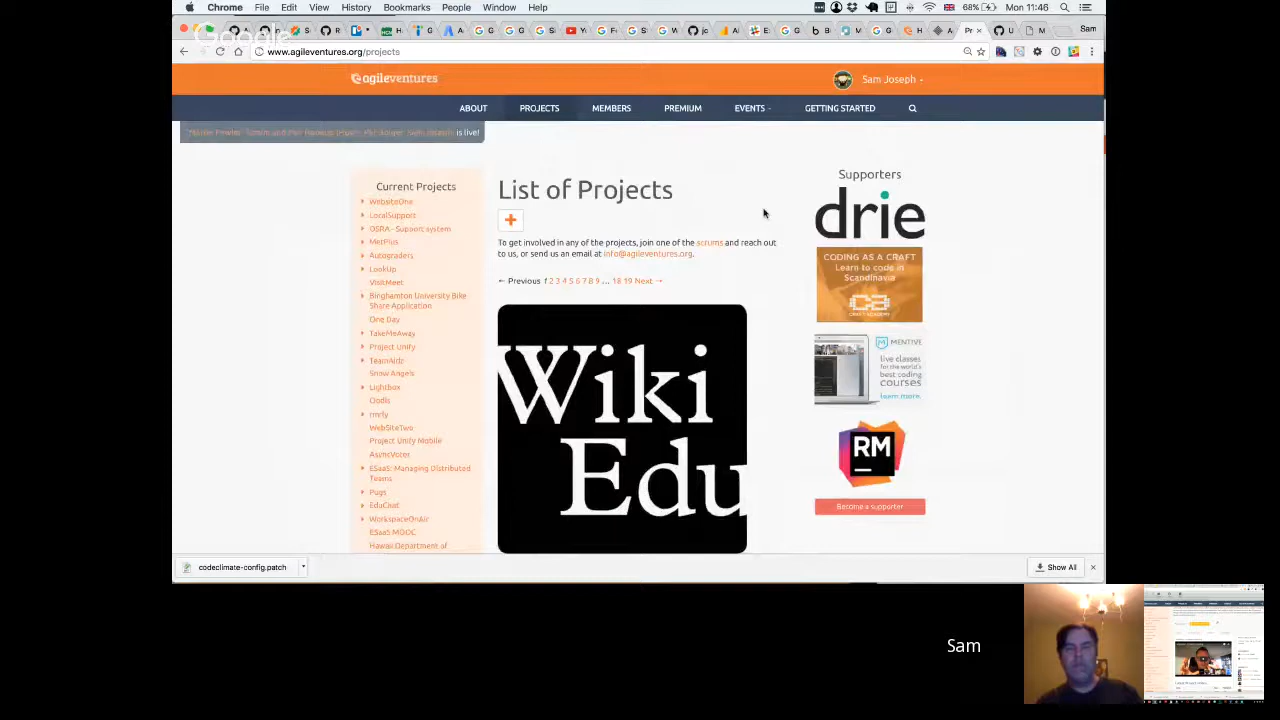 Chrome File Edit View History Bookmarks People Window Help 68% Mon 11:46
Sam
www.agileventures.org/projects
agileventures
Sam Joseph
ABOUT PROJECTS MEMBERS PREMIUM EVENTS GETTING STARTED
is live!
Current Projects
WebsiteOne
LocalSupport
OSRA - Support system
MetPlus
Autograders
LookUp
VisitMeet
Binghamton University Bike
Share Application
One Day
TakeMeAway
Project Unify
Snow Angels
Lightbox
Oodls
rmrfy
WebSiteTwo
Project Unify Mobile
AsyncVoter
ESaaS: Managing Distributed
Teams
Pugs
EduChat
ESaaS MOOC
Hawaii Department of
List of Projects
+
To get involved in any of the projects, join one of the scrums and reach out
to us, or send us an email at info@agileventures.org.
← Previous 1 2 3 4 5 6 7 8 9 … 18 19 Next →
Wiki
Edu
Supporters
drie
CODING AS A CRAFT
Learn to code in
Scandinavia
MENTIVE
live classes
for the world's
best coding
courses
learn more.
RM
Become a supporter
codeclimate-config.patch
Show All
Sam